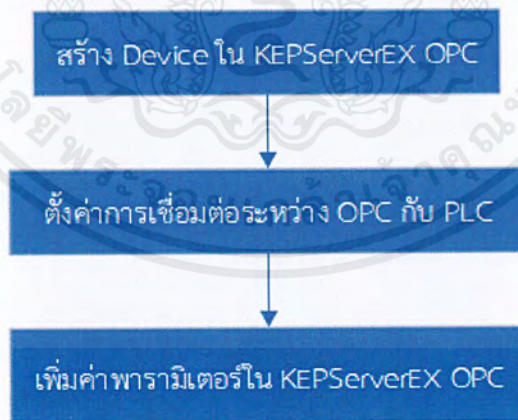 สร้าง Device ใน KEPServerEX OPC
ตั้งค่าการเชื่อมต่อระหว่าง OPC กับ PLC
เพิ่มค่าพารามิเตอร์ใน KEPServerEX OPC